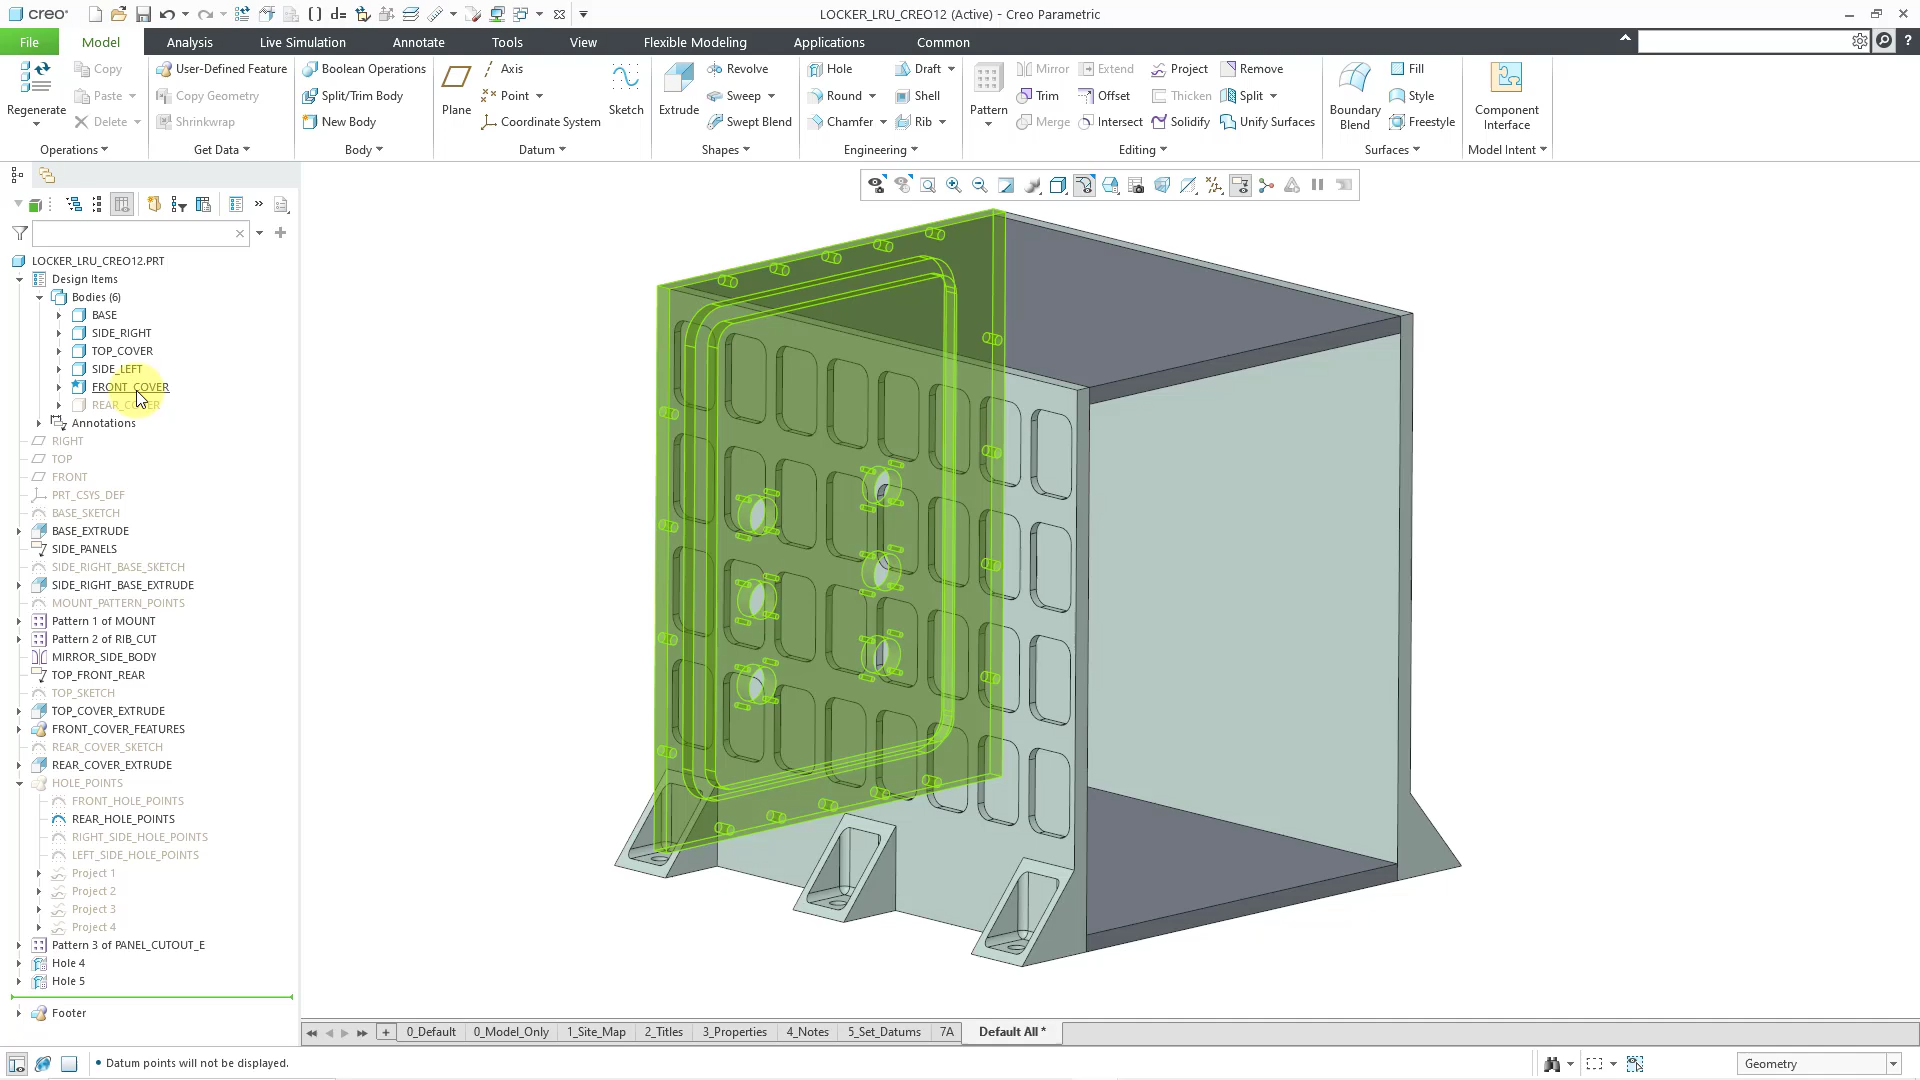 creo
LOCKER_LRU_CREO12 (Active) - Creo Parametric
File
Model
Analysis
Live Simulation
Annotate
Tools
View
Flexible Modeling
Applications
Common
Regenerate
Copy
Paste
Delete
Operations
User-Defined Feature
Copy Geometry
Shrinkwrap
Get Data
Boolean Operations
Split/Trim Body
New Body
Body
Plane
Axis
Point
Coordinate System
Sketch
Datum
Extrude
Revolve
Sweep
Swept Blend
Shapes
Hole
Round
Chamfer
Draft
Shell
Rib
Engineering
Pattern
Mirror
Trim
Merge
Extend
Offset
Intersect
Project
Thicken
Solidify
Remove
Split
Unify Surfaces
Editing
Boundary
Blend
Fill
Style
Freestyle
Surfaces
Component
Interface
Model Intent
LOCKER_LRU_CREO12.PRT
Design Items
Bodies (6)
BASE
SIDE_RIGHT
TOP_COVER
SIDE_LEFT
FRONT_COVER
REAR_COVER
Annotations
RIGHT
TOP
FRONT
PRT_CSYS_DEF
BASE_SKETCH
BASE_EXTRUDE
SIDE_PANELS
SIDE_RIGHT_BASE_SKETCH
SIDE_RIGHT_BASE_EXTRUDE
MOUNT_PATTERN_POINTS
Pattern 1 of MOUNT
Pattern 2 of RIB_CUT
MIRROR_SIDE_BODY
TOP_FRONT_REAR
TOP_SKETCH
TOP_COVER_EXTRUDE
FRONT_COVER_FEATURES
REAR_COVER_SKETCH
REAR_COVER_EXTRUDE
HOLE_POINTS
FRONT_HOLE_POINTS
REAR_HOLE_POINTS
RIGHT_SIDE_HOLE_POINTS
LEFT_SIDE_HOLE_POINTS
Project 1
Project 2
Project 3
Project 4
Pattern 3 of PANEL_CUTOUT_E
Hole 4
Hole 5
Footer
0_Default
0_Model_Only
1_Site_Map
2_Titles
3_Properties
4_Notes
5_Set_Datums
7A
Default All *
• Datum points will not be displayed.
Geometry